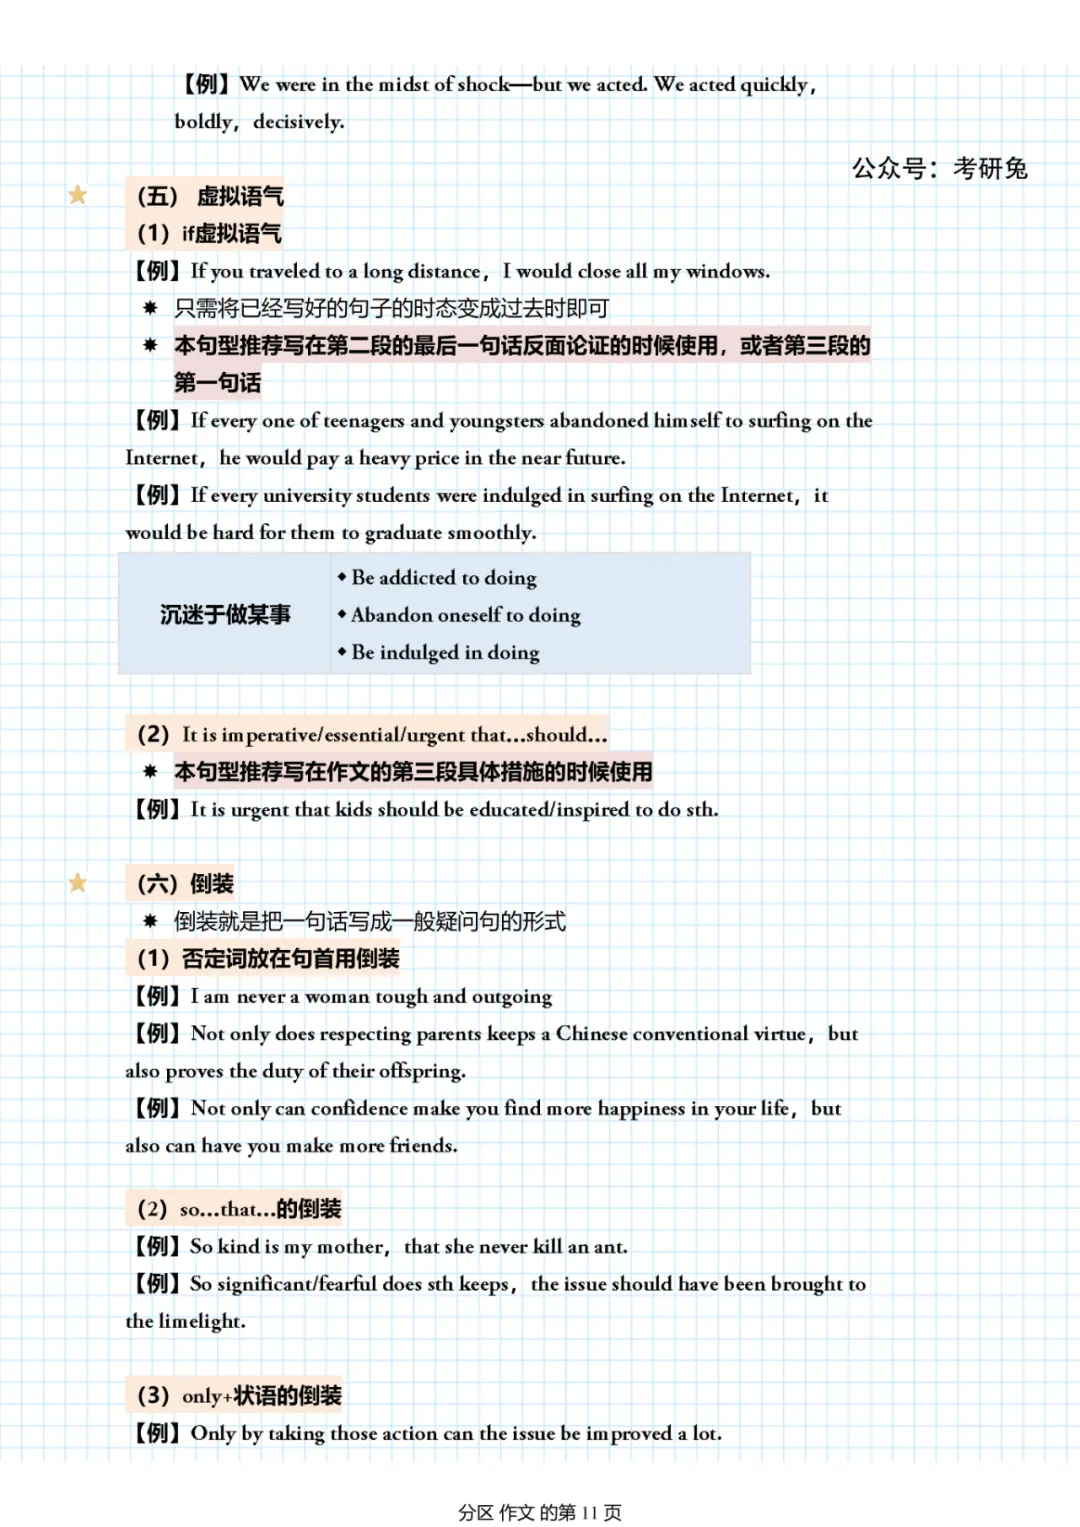 【例】We were in the midst of shock—but we acted. We acted quickly,
boldly, decisively.
公众号：考研兔
（五） 虚拟语气
（1）if虚拟语气
【例】If you traveled to a long distance, I would close all my windows.
✸ 只需将已经写好的句子的时态变成过去时即可
✸ 本句型推荐写在第二段的最后一句话反面论证的时候使用，或者第三段的
第一句话
【例】If every one of teenagers and youngsters abandoned himself to surfing on the
Internet, he would pay a heavy price in the near future.
【例】If every university students were indulged in surfing on the Internet, it
would be hard for them to graduate smoothly.
沉迷于做某事
◆ Be addicted to doing
◆ Abandon oneself to doing
◆ Be indulged in doing
（2）It is imperative/essential/urgent that...should...
✸ 本句型推荐写在作文的第三段具体措施的时候使用
【例】It is urgent that kids should be educated/inspired to do sth.
（六）倒装
✸ 倒装就是把一句话写成一般疑问句的形式
（1）否定词放在句首用倒装
【例】I am never a woman tough and outgoing
【例】Not only does respecting parents keeps a Chinese conventional virtue, but
also proves the duty of their offspring.
【例】Not only can confidence make you find more happiness in your life, but
also can have you make more friends.
（2）so...that...的倒装
【例】So kind is my mother, that she never kill an ant.
【例】So significant/fearful does sth keeps, the issue should have been brought to
the limelight.
（3）only+状语的倒装
【例】Only by taking those action can the issue be improved a lot.
分区 作文 的第 11 页